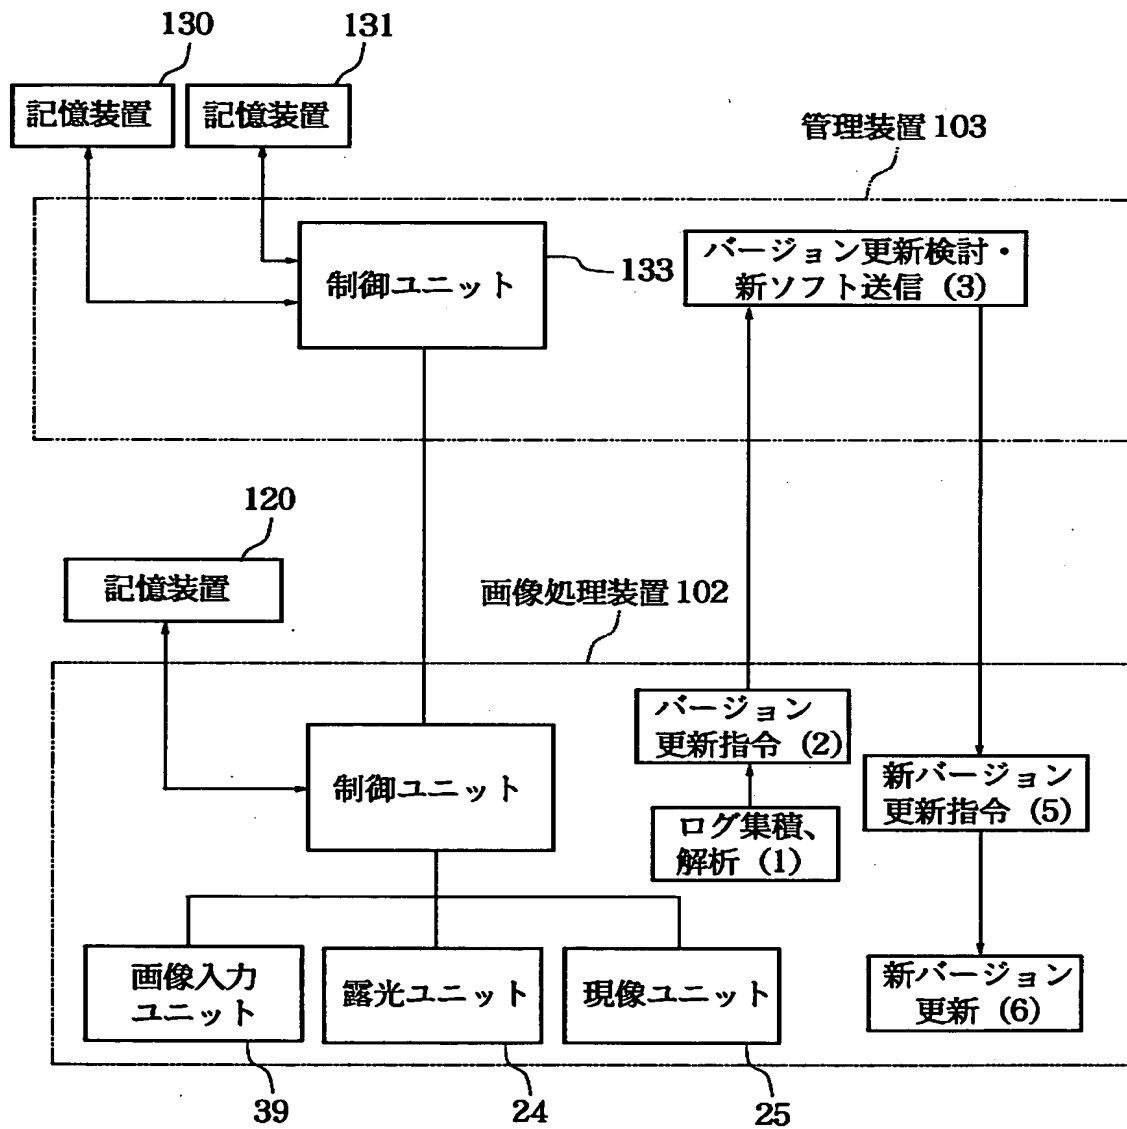 130
131
記憶装置
記憶装置
管理装置103
制御ユニット
133
バージョン更新検討・
新ソフト送信 (3)
120
記憶装置
画像処理装置102
制御ユニット
バージョン
更新指令 (2)
ログ集積、
解析 (1)
新バージョン
更新指令 (5)
画像入力
ユニット
露光ユニット
現像ユニット
新バージョン
更新 (6)
39
24
25